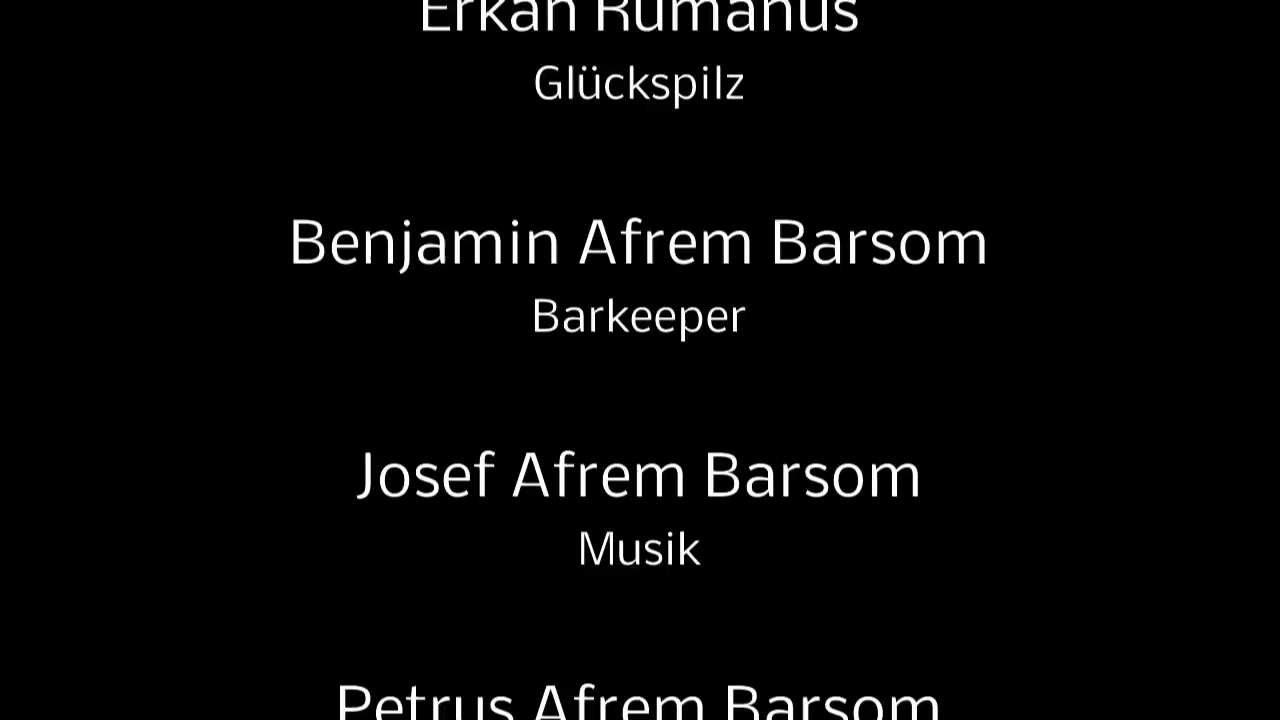 Erkan Rumanus
Glückspilz
Benjamin Afrem Barsom
Barkeeper
Josef Afrem Barsom
Musik
Petrus Afrem Barsom